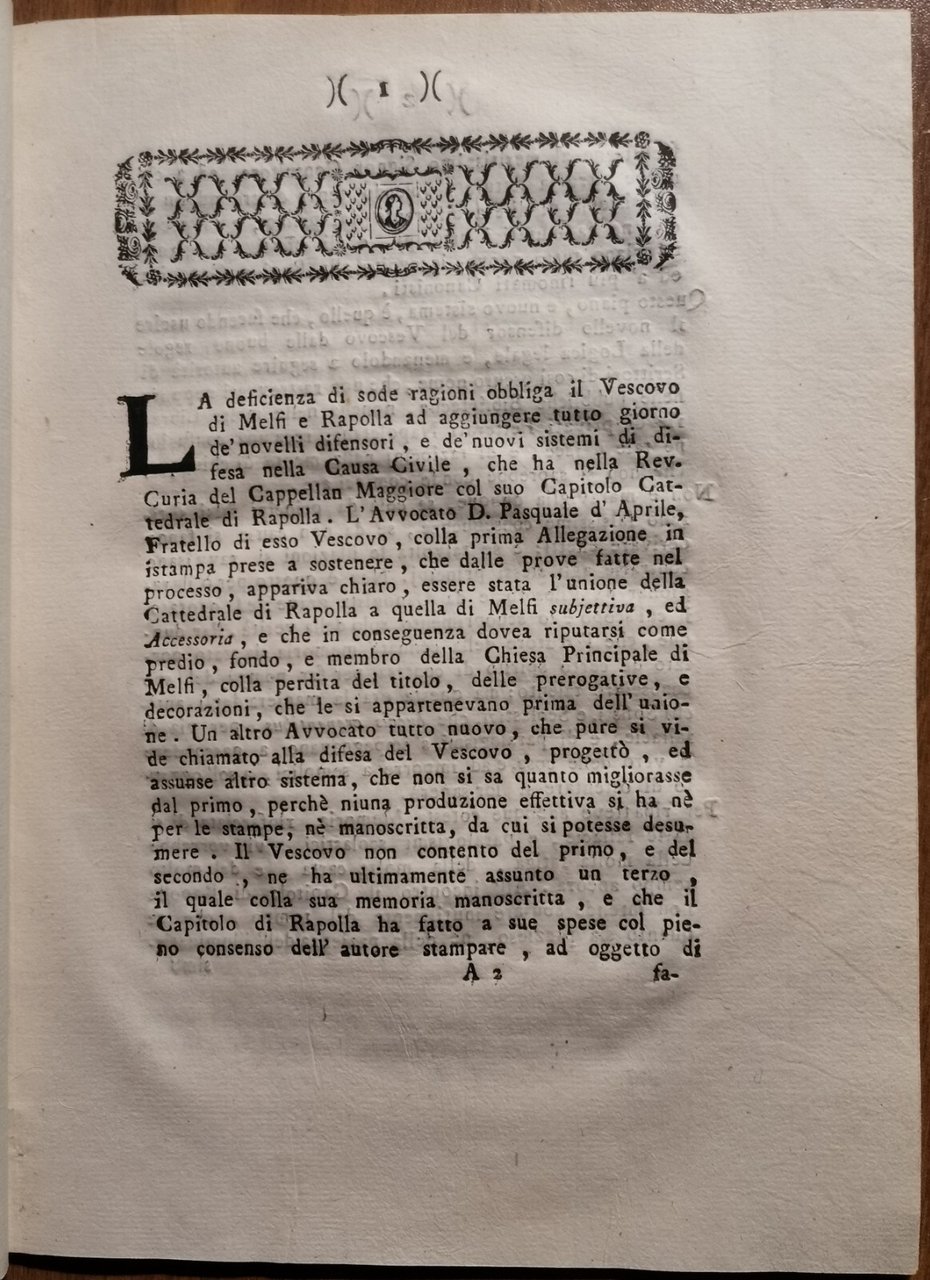 )( 1 )(
LA deficienza di sode ragioni obbliga il Vescovo
di Melfi e Rapolla ad aggiungere tutto giorno
de' novelli difensori, e de' nuovi sistemi di di-
fesa nella Causa Civile, che ha nella Rev.
Curia del Cappellan Maggiore col suo Capitolo Cat-
tedrale di Rapolla. L'Avvocato D. Pasquale d' Aprile,
Fratello di esso Vescovo, colla prima Allegazione in
istampa prese a sostenere, che dalle prove fatte nel
processo, appariva chiaro, essere stata l'unione della
Cattedrale di Rapolla a quella di Melfi subjettiva, ed
Accessoria, e che in conseguenza dovea riputarsi come
predio, fondo, e membro della Chiesa Principale di
Melfi, colla perdita del titolo, delle prerogative, e
decorazioni, che le si appartenevano prima dell' unio-
ne. Un altro Avvocato tutto nuovo, che pure si vi-
de chiamato alla difesa del Vescovo, progettò, ed
assunse altro sistema, che non si sa quanto migliorasse
dal primo, perchè niuna produzione effettiva si ha nè
per le stampe, nè manoscritta, da cui si potesse desu-
mere. Il Vescovo non contento del primo, e del
secondo, ne ha ultimamente assunto un terzo,
il quale colla sua memoria manoscritta, e che il
Capitolo di Rapolla ha fatto a sue spese col pie-
no consenso dell' autore stampare, ad oggetto di
A 2 fa-